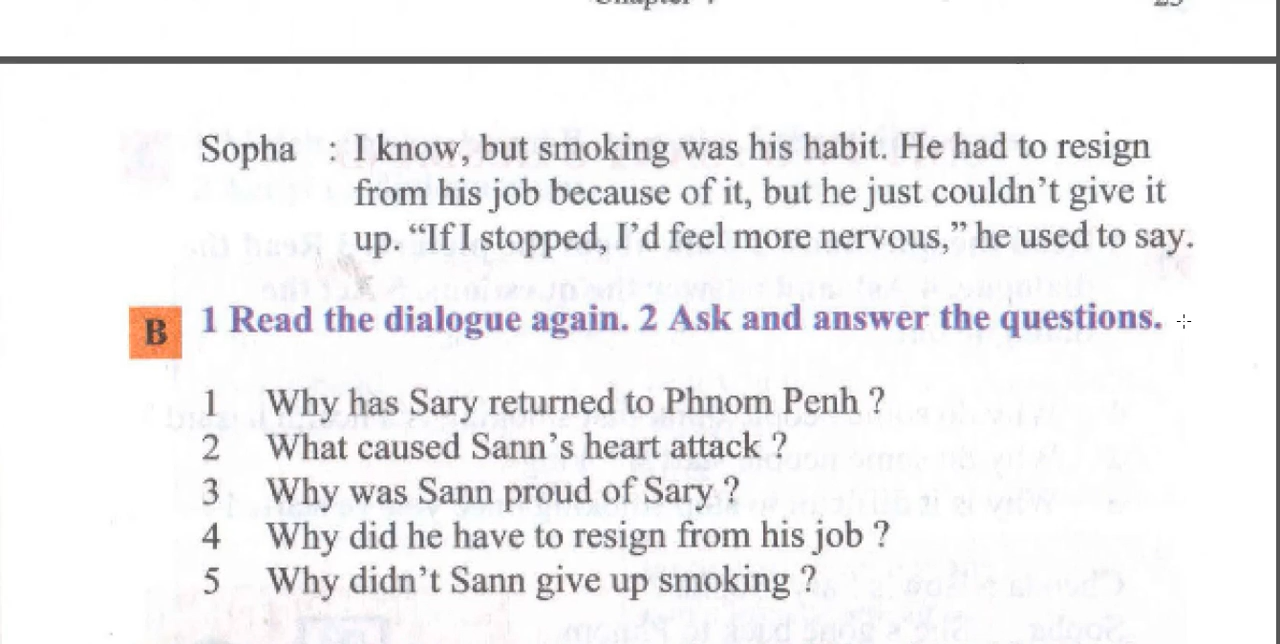 Sopha : I know, but smoking was his habit. He had to resign
from his job because of it, but he just couldn't give it
up. “If I stopped, I'd feel more nervous,” he used to say.
B 1 Read the dialogue again. 2 Ask and answer the questions.
1 Why has Sary returned to Phnom Penh ?
2 What caused Sann's heart attack ?
3 Why was Sann proud of Sary ?
4 Why did he have to resign from his job ?
5 Why didn't Sann give up smoking ?